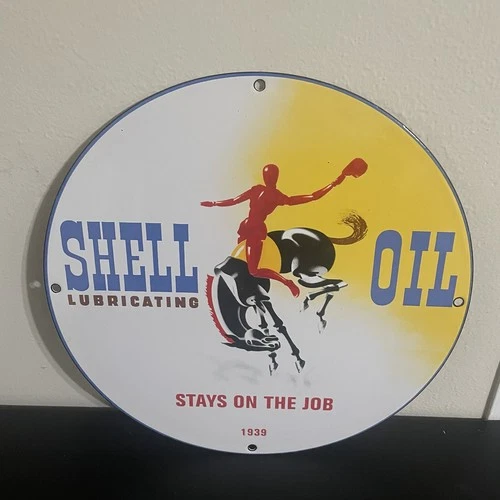 SHELL OIL
LUBRICATING
STAYS ON THE JOB
1939